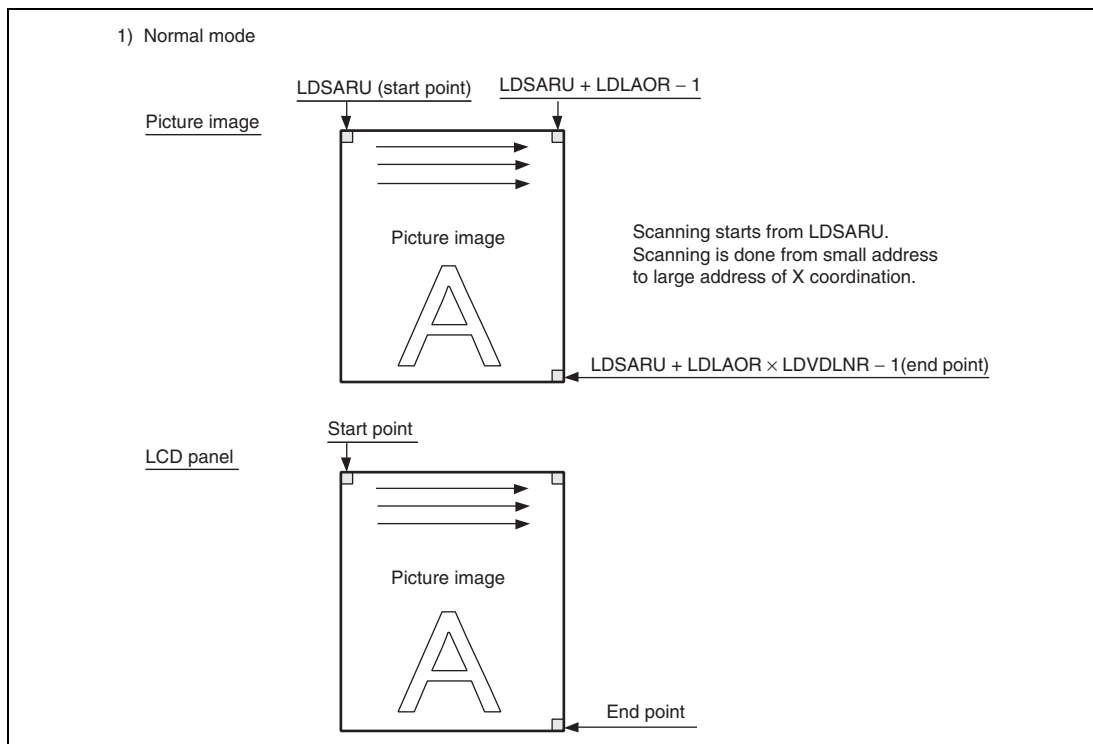 1) Normal mode
LDSARU (start point)
LDSARU + LDLAOR – 1
Picture image
Picture image
A
Scanning starts from LDSARU.
Scanning is done from small address
to large address of X coordination.
LDSARU + LDLAOR × LDVDLNR – 1(end point)
Start point
LCD panel
Picture image
A
End point